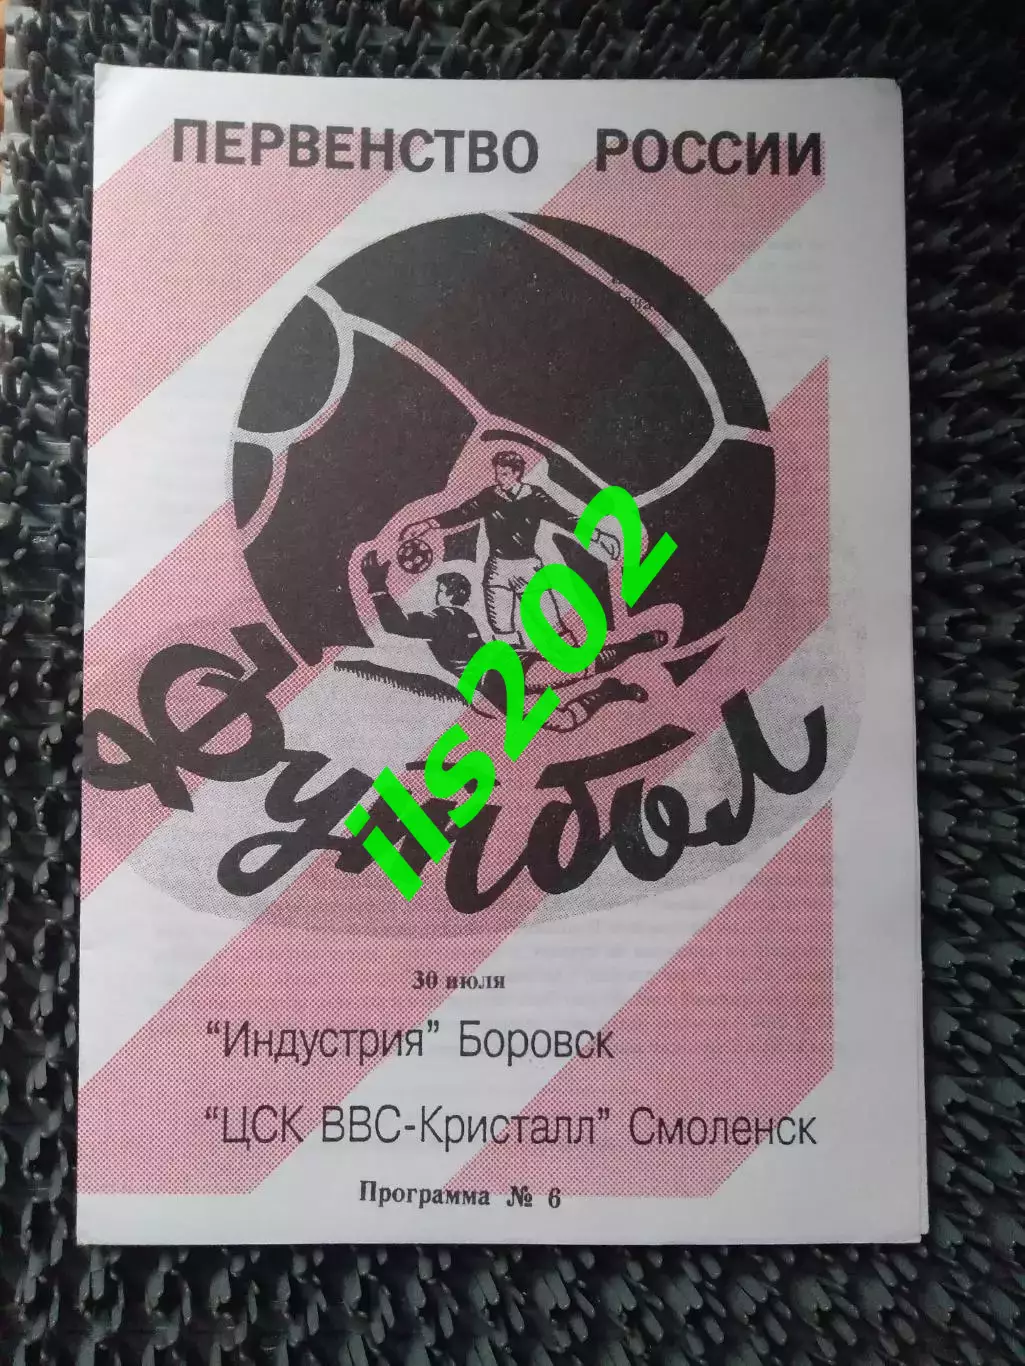 ПЕРВЕНСТВО РОССИИ
Футбол
ils202
30 июля
"Индустрия" Боровск
"ЦСК ВВС-Кристалл" Смоленск
Программа № 6